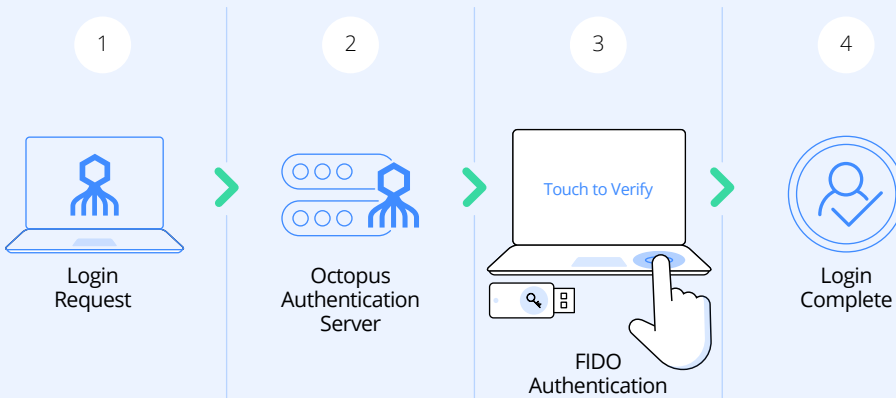 1
2
3
4
Touch to Verify
Login
Request
Octopus
Authentication
Server
FIDO
Authentication
Login
Complete